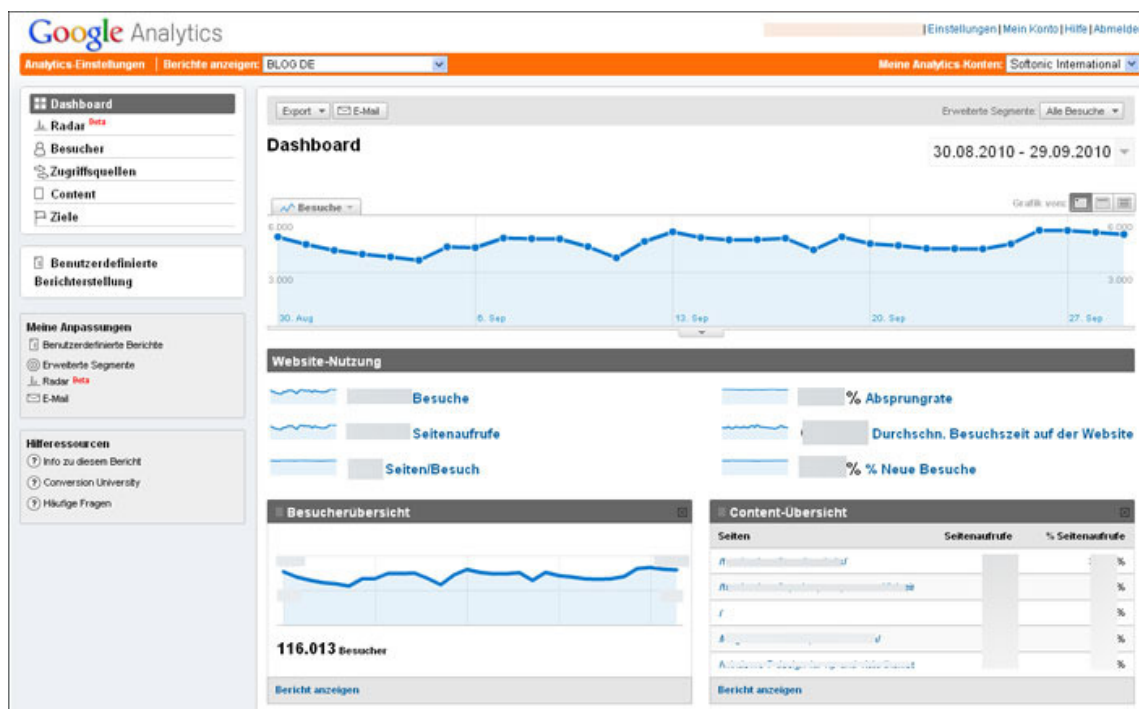 Google Analytics
|Einstellungen|Mein Konto|Hilfe|Abmelde
Analytics-Einstellungen | Berichte anzeigen: BLOG DE
Meine Analytics-Konten: Softonic International
Dashboard
Radar Beta
Besucher
Zugriffsquellen
Content
Ziele
Benutzerdefinierte
Berichterstellung
Meine Anpassungen
Benutzerdefinierte Berichte
Erweiterte Segmente
Radar Beta
E-Mail
Hilferessourcen
Info zu diesem Bericht
Conversion University
Häufige Fragen
Export E-Mail
Erweiterte Segmente: Alle Besuche
Dashboard
30.08.2010 - 29.09.2010
Besuche
Grafik von:
6.000 6.000
3.000 3.000
30. Aug 6. Sep 13. Sep 20. Sep 27. Sep
Website-Nutzung
Besuche
% Absprungrate
Seitenaufrufe
Durchschn. Besuchszeit auf der Website
Seiten/Besuch
% % Neue Besuche
Besucherübersicht
116.013 Besucher
Bericht anzeigen
Content-Übersicht
Seiten Seitenaufrufe % Seitenaufrufe
%
%
/ %
%
%
Bericht anzeigen